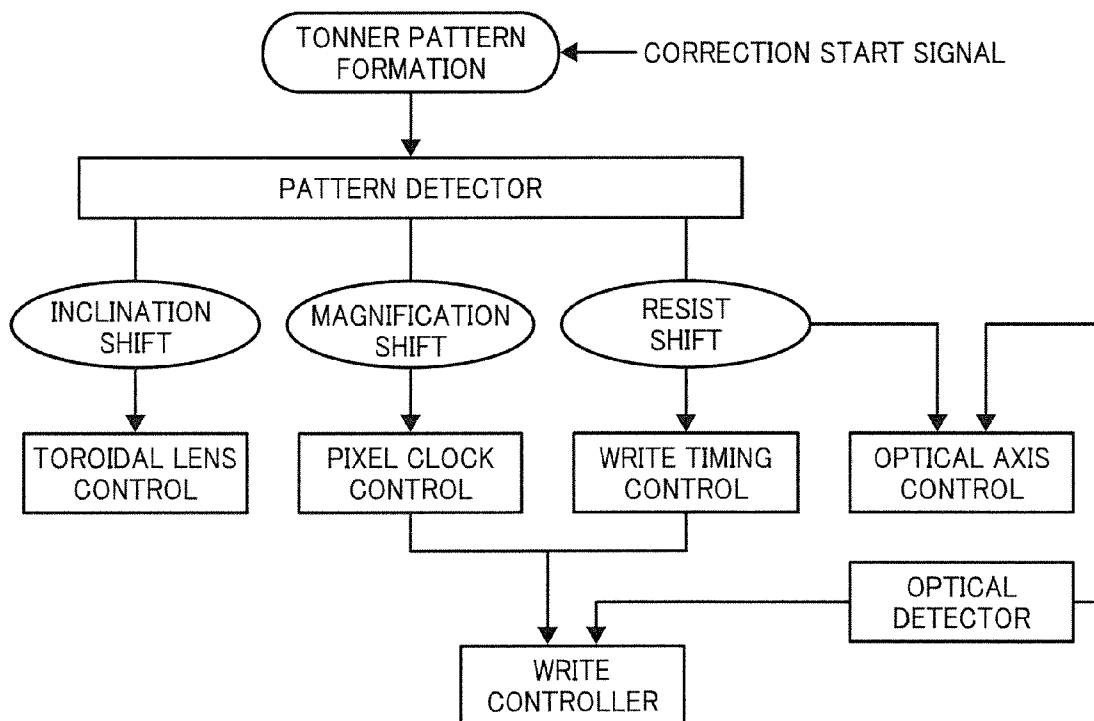 TONNER PATTERN
FORMATION
CORRECTION START SIGNAL
PATTERN DETECTOR
INCLINATION
SHIFT
MAGNIFICATION
SHIFT
RESIST
SHIFT
TOROIDAL LENS
CONTROL
PIXEL CLOCK
CONTROL
WRITE TIMING
CONTROL
OPTICAL AXIS
CONTROL
OPTICAL
DETECTOR
WRITE
CONTROLLER